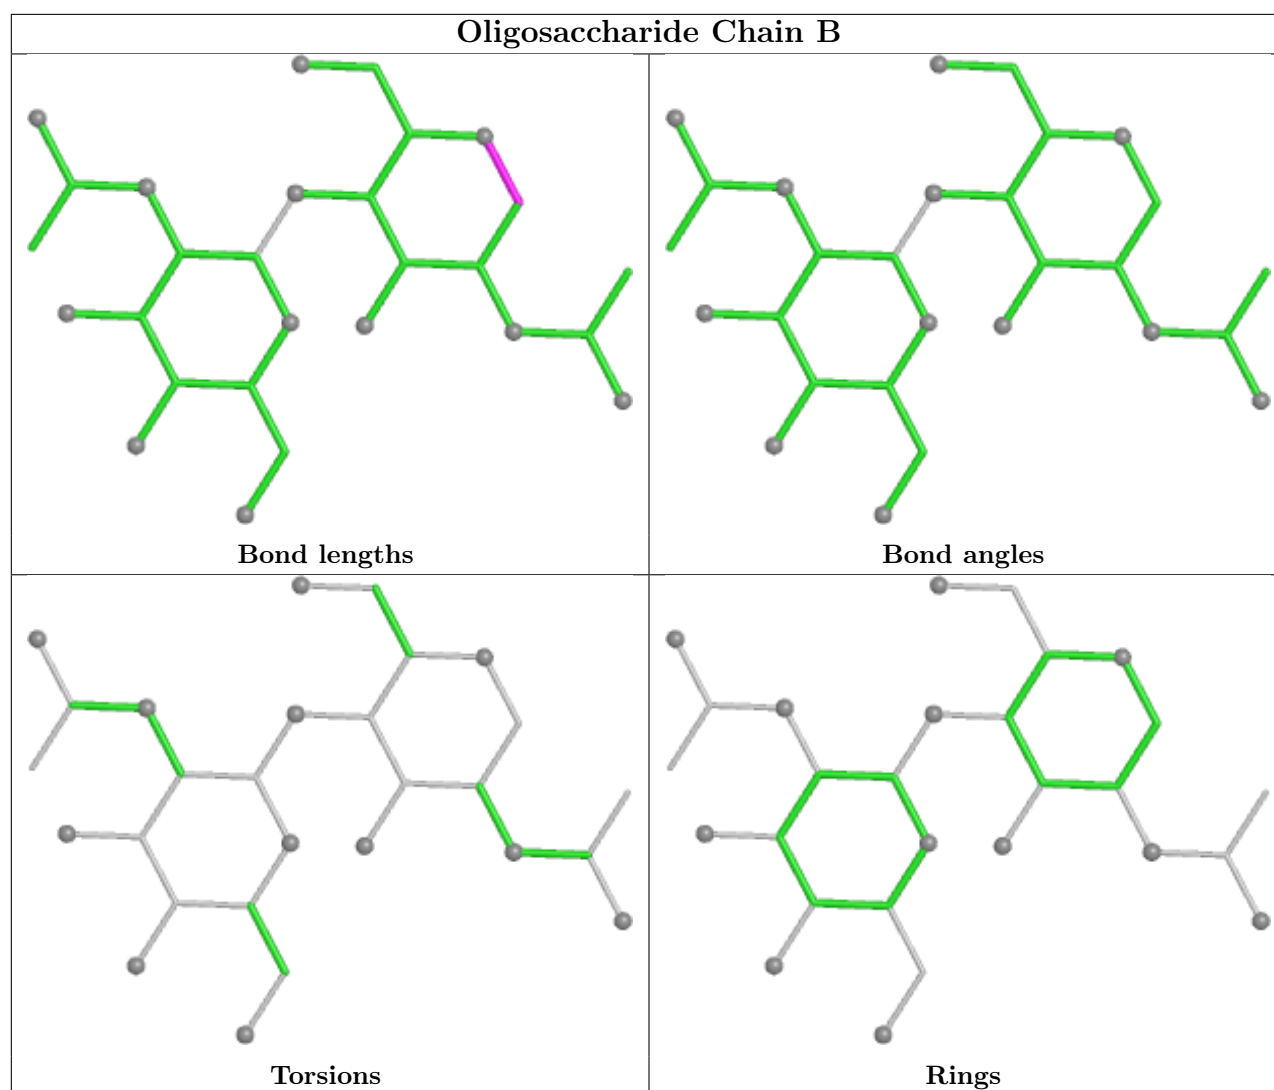 Oligosaccharide Chain B
Bond lengths
Bond angles
Torsions
Rings